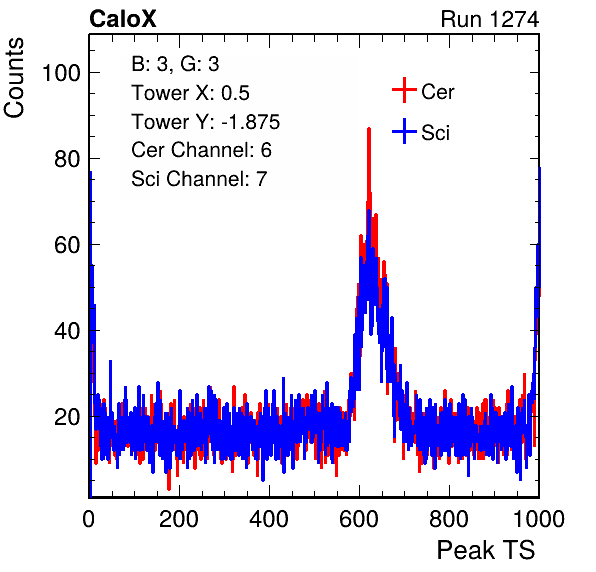 CaloX Run 1274
Counts
B: 3, G: 3
Tower X: 0.5
Tower Y: -1.875
Cer Channel: 6
Sci Channel: 7
Cer
Sci
100
80
60
40
20
0 200 400 600 800 1000
Peak TS